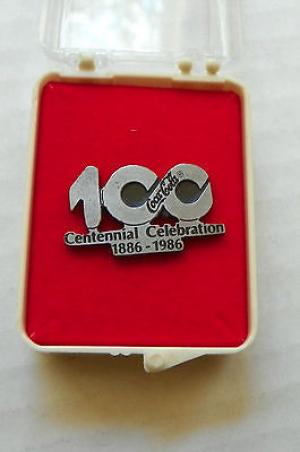 100
Coca-Cola®
Centennial Celebration
1886-1986